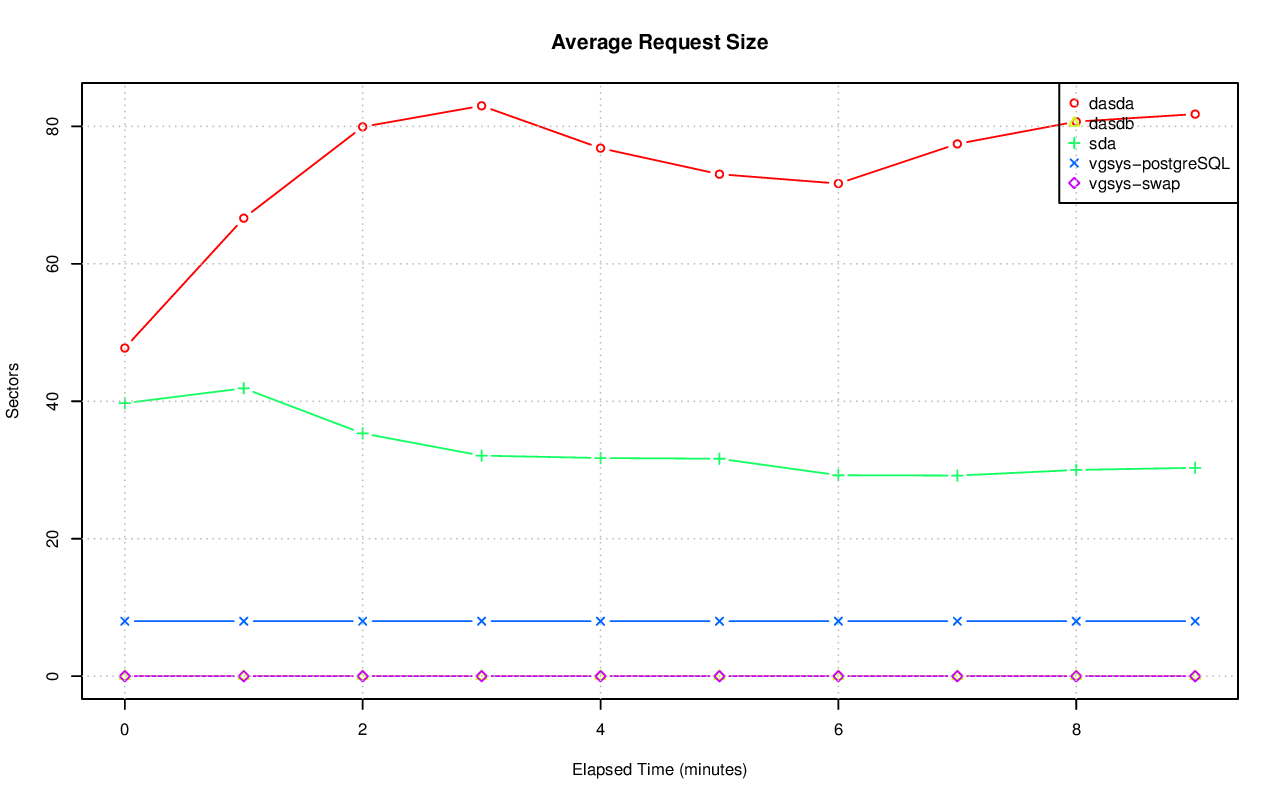 Average Request Size
dasda
dasdb
sda
vgsys−postgreSQL
vgsys−swap
80
60
40
20
0
Sectors
0 2 4 6 8
Elapsed Time (minutes)